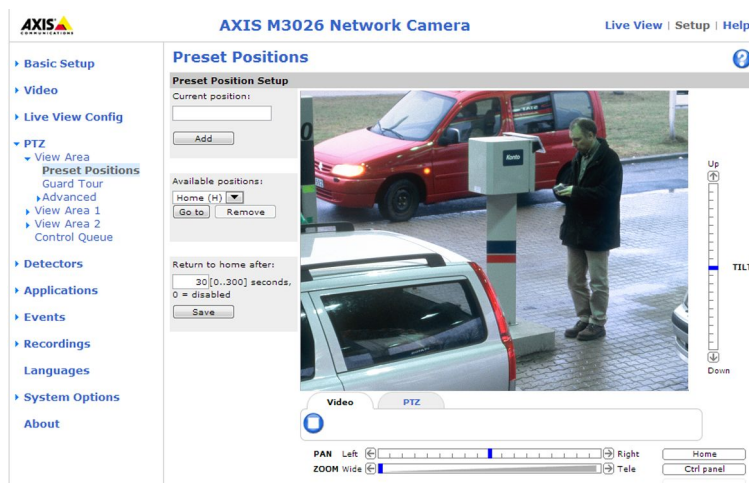 AXIS
COMMUNICATIONS
AXIS M3026 Network Camera
Live View | Setup | Help
Basic Setup
Video
Live View Config
PTZ
View Area
Preset Positions
Guard Tour
Advanced
View Area 1
View Area 2
Control Queue
Detectors
Applications
Events
Recordings
Languages
System Options
About
Preset Positions
?
Preset Position Setup
Current position:
Add
Available positions:
Home (H)
Go to Remove
Return to home after:
30 [0..300] seconds,
0 = disabled
Save
Konto
Up
TILT
Down
Video PTZ
PAN Left Right Home
ZOOM Wide Tele Ctrl panel